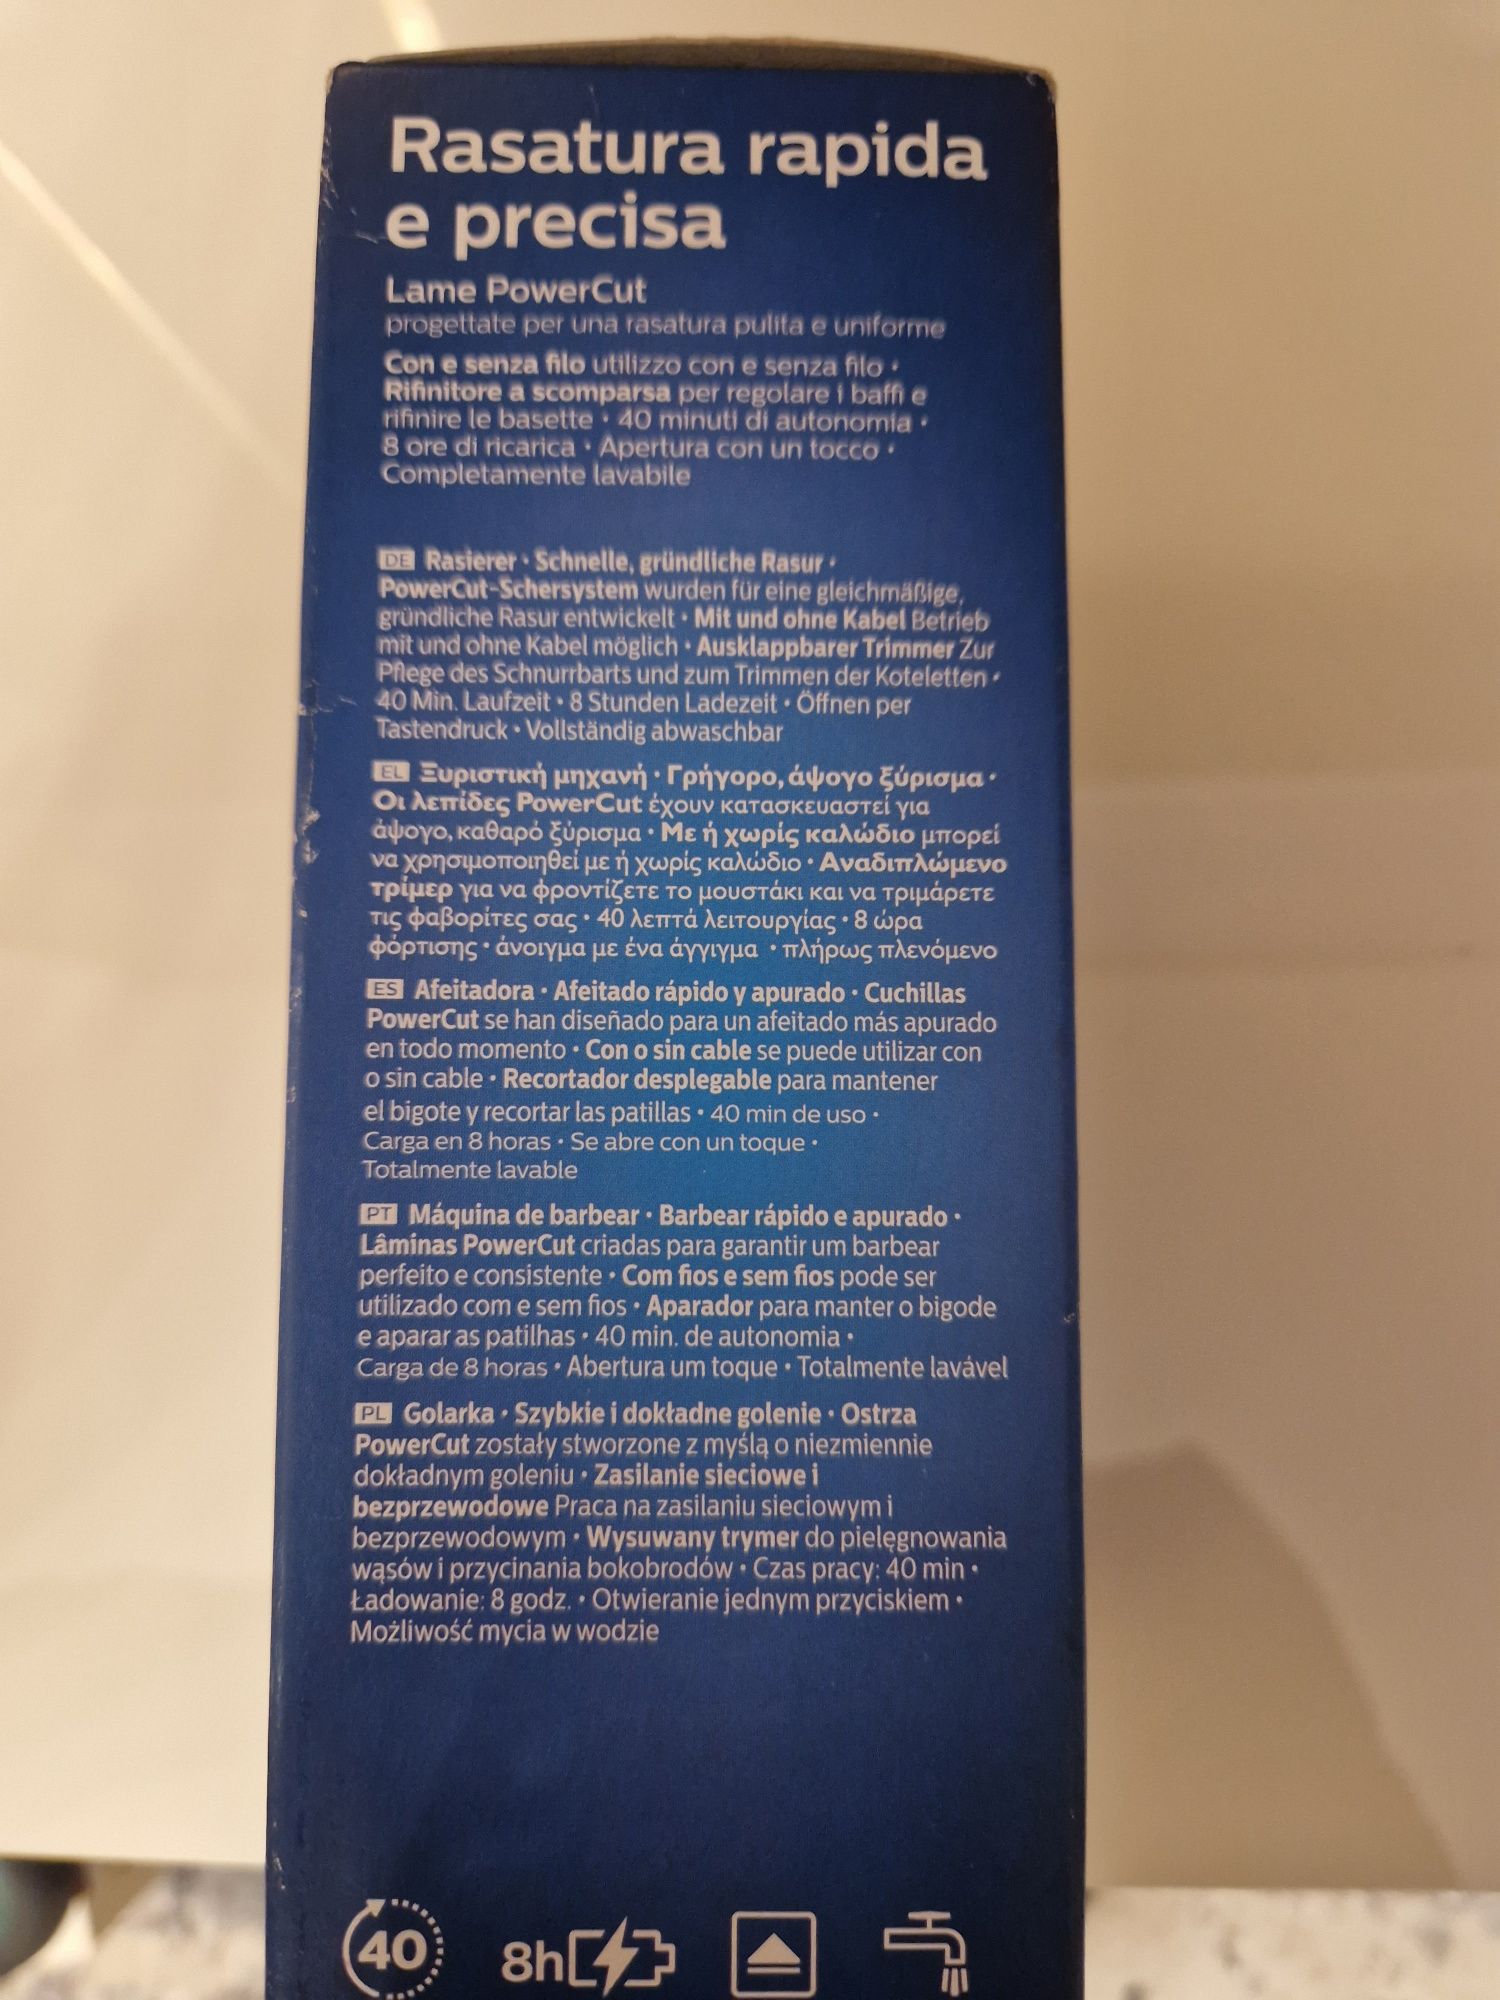 Rasatura rapida
e precisa
Lame PowerCut
progettate per una rasatura pulita e uniforme
Con e senza filo utilizzo con e senza filo •
Rifinitore a scomparsa per regolare i baffi e
rifinire le basette • 40 minuti di autonomia •
8 ore di ricarica • Apertura con un tocco •
Completamente lavabile
DE Rasierer • Schnelle, gründliche Rasur •
PowerCut-Schersystem wurden für eine gleichmäßige,
gründliche Rasur entwickelt • Mit und ohne Kabel Betrieb
mit und ohne Kabel möglich • Ausklappbarer Trimmer Zur
Pflege des Schnurrbarts und zum Trimmen der Koteletten •
40 Min. Laufzeit • 8 Stunden Ladezeit • Öffnen per
Tastendruck • Vollständig abwaschbar
EL Ξυριστική μηχανή • Γρήγορο, άψογο ξύρισμα •
Οι λεπίδες PowerCut έχουν κατασκευαστεί για
άψογο, καθαρό ξύρισμα • Με ή χωρίς καλώδιο μπορεί
να χρησιμοποιηθεί με ή χωρίς καλώδιο • Αναδιπλώμενο
τρίμερ για να φροντίζετε το μουστάκι και να τριμάρετε
τις φαβορίτες σας • 40 λεπτά λειτουργίας • 8 ώρα
φόρτισης • άνοιγμα με ένα άγγιγμα • πλήρως πλενόμενο
ES Afeitadora • Afeitado rápido y apurado • Cuchillas
PowerCut se han diseñado para un afeitado más apurado
en todo momento • Con o sin cable se puede utilizar con
o sin cable • Recortador desplegable para mantener
el bigote y recortar las patillas • 40 min de uso •
Carga en 8 horas • Se abre con un toque •
Totalmente lavable
PT Máquina de barbear • Barbear rápido e apurado •
Lâminas PowerCut criadas para garantir um barbear
perfeito e consistente • Com fios e sem fios pode ser
utilizado com e sem fios • Aparador para manter o bigode
e aparar as patilhas • 40 min. de autonomia •
Carga de 8 horas • Abertura um toque • Totalmente lavável
PL Golarka • Szybkie i dokładne golenie • Ostrza
PowerCut zostały stworzone z myślą o niezmiennie
dokładnym goleniu • Zasilanie sieciowe i
bezprzewodowe Praca na zasilaniu sieciowym i
bezprzewodowym • Wysuwany trymer do pielęgnowania
wąsów i przycinania bokobrodów • Czas pracy: 40 min •
Ładowanie: 8 godz. • Otwieranie jednym przyciskiem •
Możliwość mycia w wodzie
40 8h